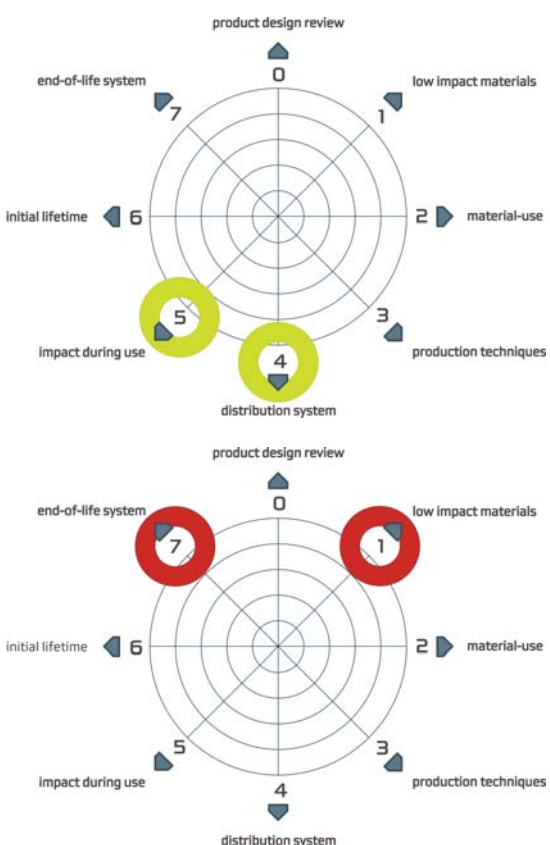 product design review
0
end-of-life system
7
low impact materials
1
initial lifetime
6
2
material-use
5
impact during use
3
production techniques
4
distribution system
product design review
0
end-of-life system
7
low impact materials
1
initial lifetime
6
2
material-use
5
impact during use
3
production techniques
4
distribution system